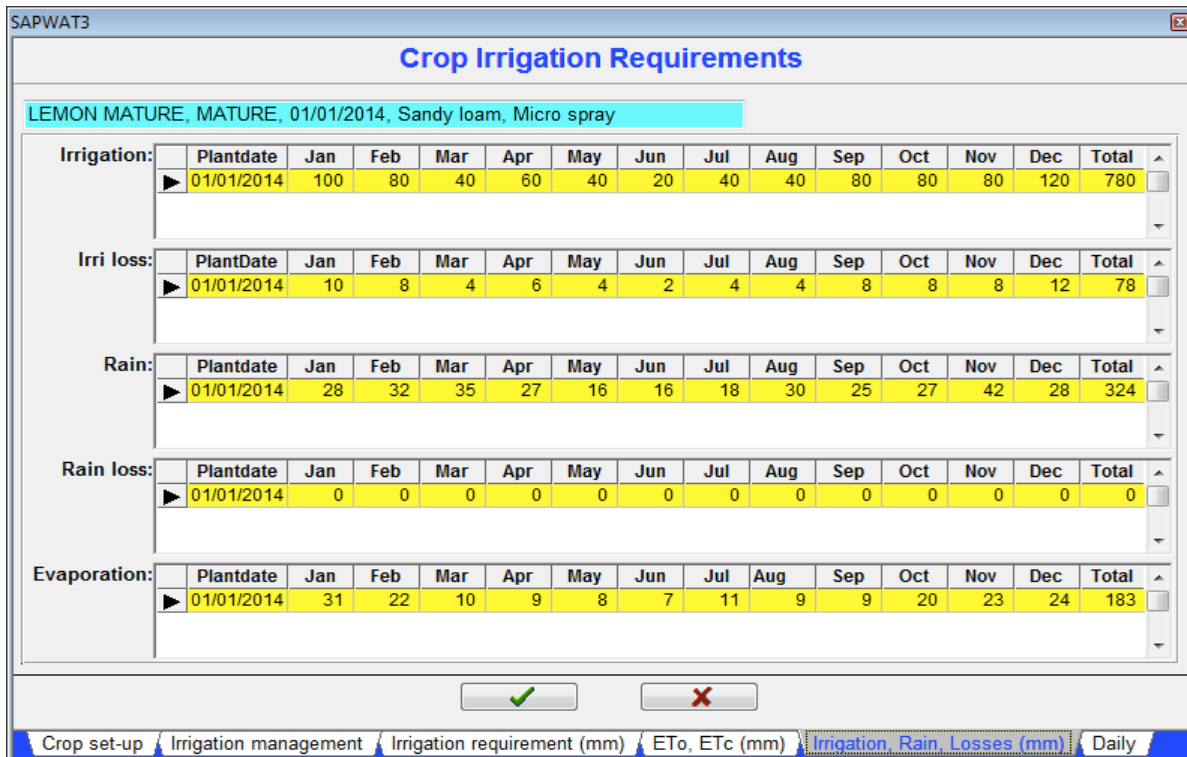 SAPWAT3
Crop Irrigation Requirements
LEMON MATURE, MATURE, 01/01/2014, Sandy loam, Micro spray
Irrigation: Plantdate Jan Feb Mar Apr May Jun Jul Aug Sep Oct Nov Dec Total
01/01/2014 100 80 40 60 40 20 40 40 80 80 80 120 780
Irri loss: PlantDate Jan Feb Mar Apr May Jun Jul Aug Sep Oct Nov Dec Total
01/01/2014 10 8 4 6 4 2 4 4 8 8 8 12 78
Rain: Plantdate Jan Feb Mar Apr May Jun Jul Aug Sep Oct Nov Dec Total
01/01/2014 28 32 35 27 16 16 18 30 25 27 42 28 324
Rain loss: Plantdate Jan Feb Mar Apr May Jun Jul Aug Sep Oct Nov Dec Total
01/01/2014 0 0 0 0 0 0 0 0 0 0 0 0 0
Evaporation: Plantdate Jan Feb Mar Apr May Jun Jul Aug Sep Oct Nov Dec Total
01/01/2014 31 22 10 9 8 7 11 9 9 20 23 24 183
Crop set-up Irrigation management Irrigation requirement (mm) ETo, ETc (mm) Irrigation, Rain, Losses (mm) Daily